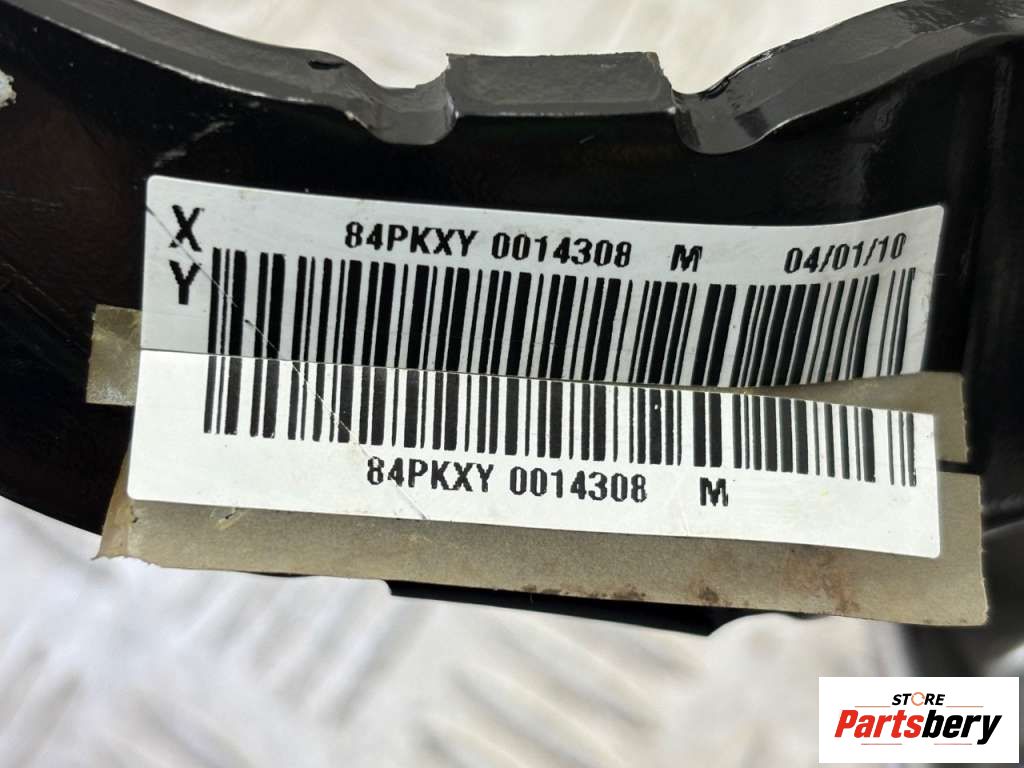 X 84PKXY 0014308 M 04/01/10
Y
84PKXY 0014308 M
STORE
Partsbery